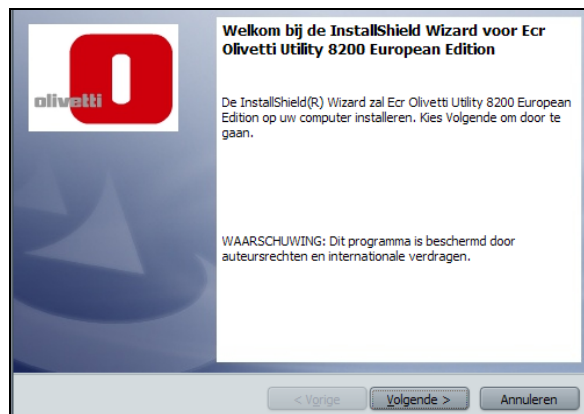 Welkom bij de InstallShield Wizard voor Ecr
Olivetti Utility 8200 European Edition
olivetti
De InstallShield(R) Wizard zal Ecr Olivetti Utility 8200 European
Edition op uw computer installeren. Kies Volgende om door te
gaan.
WAARSCHUWING: Dit programma is beschermd door
auteursrechten en internationale verdragen.
< Vorige
Volgende >
Annuleren